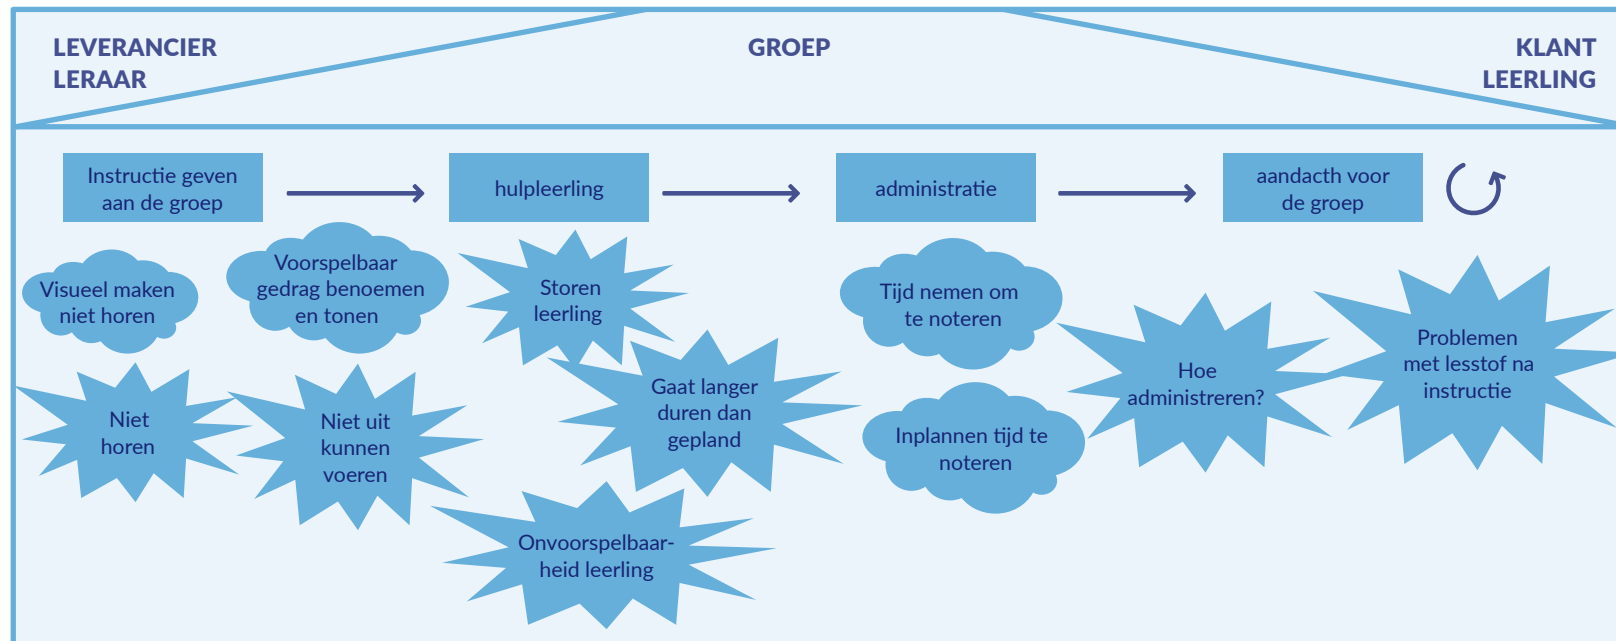 LEVERANCIER
LERAAR
GROEP
KLANT
LEERLING
Instructie geven
aan de groep
hulpleerling
administratie
aandacth voor
de groep
Visueel maken
niet horen
Voorspelbaar
gedrag benoemen
en tonen
Storen
leerling
Tijd nemen om
te noteren
Niet
horen
Niet uit
kunnen
voeren
Gaat langer
duren dan
gepland
Inplannen tijd te
noteren
Hoe
administreren?
Problemen
met lesstof na
instructie
Onvoorspelbaar-
heid leerling